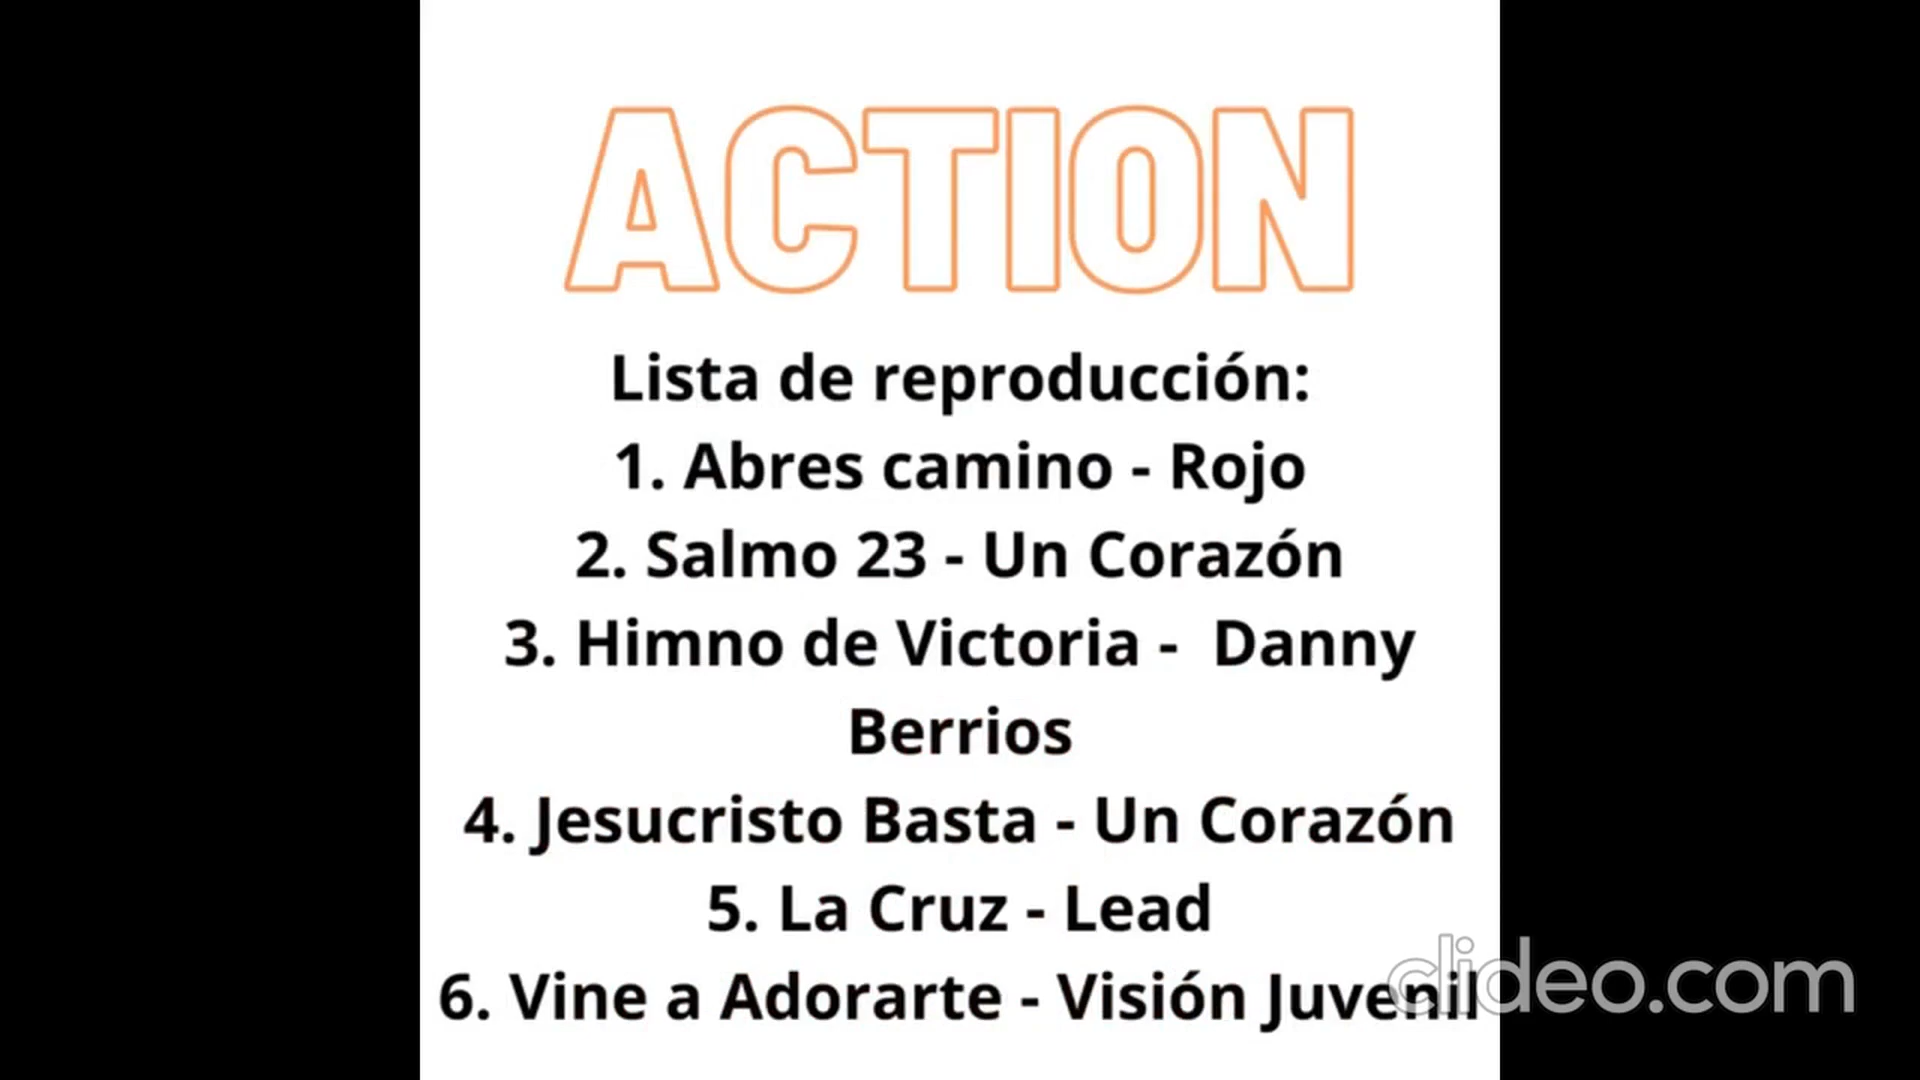 ACTION
Lista de reproducción:
1. Abres camino - Rojo
2. Salmo 23 - Un Corazón
3. Himno de Victoria -  Danny
Berrios
4. Jesucristo Basta - Un Corazón
5. La Cruz - Lead
6. Vine a Adorarte - Visión Juvenil
clideo.com